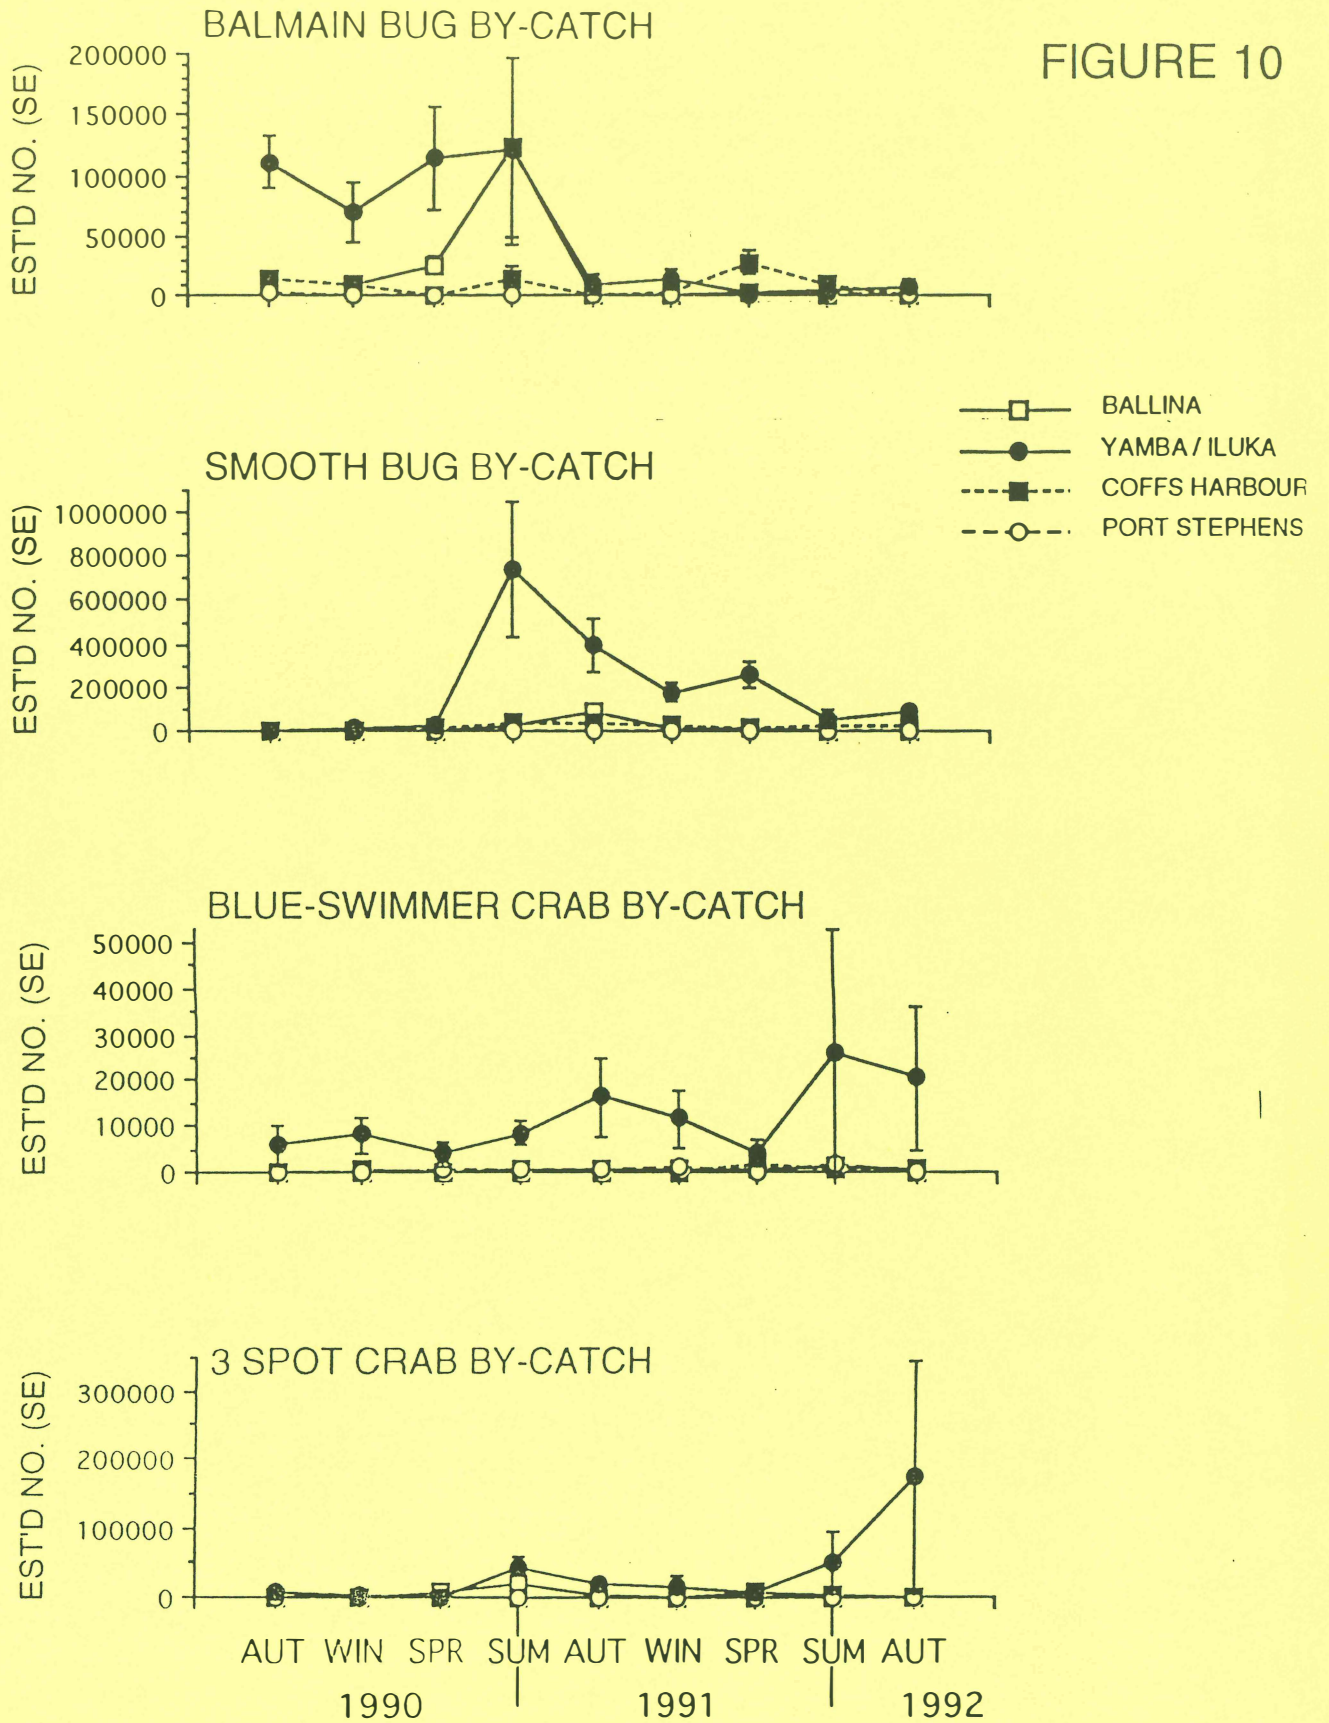 FIGURE 10
BALMAIN BUG BY-CATCH
EST'D NO. (SE)
200000
150000
100000
50000
0
BALLINA
YAMBA / ILUKA
COFFS HARBOUR
PORT STEPHENS
SMOOTH BUG BY-CATCH
EST'D NO. (SE)
1000000
800000
600000
400000
200000
0
BLUE-SWIMMER CRAB BY-CATCH
EST'D NO. (SE)
50000
40000
30000
20000
10000
0
3 SPOT CRAB BY-CATCH
EST'D NO. (SE)
300000
200000
100000
0
AUT WIN SPR SUM AUT WIN SPR SUM AUT
1990 1991 1992